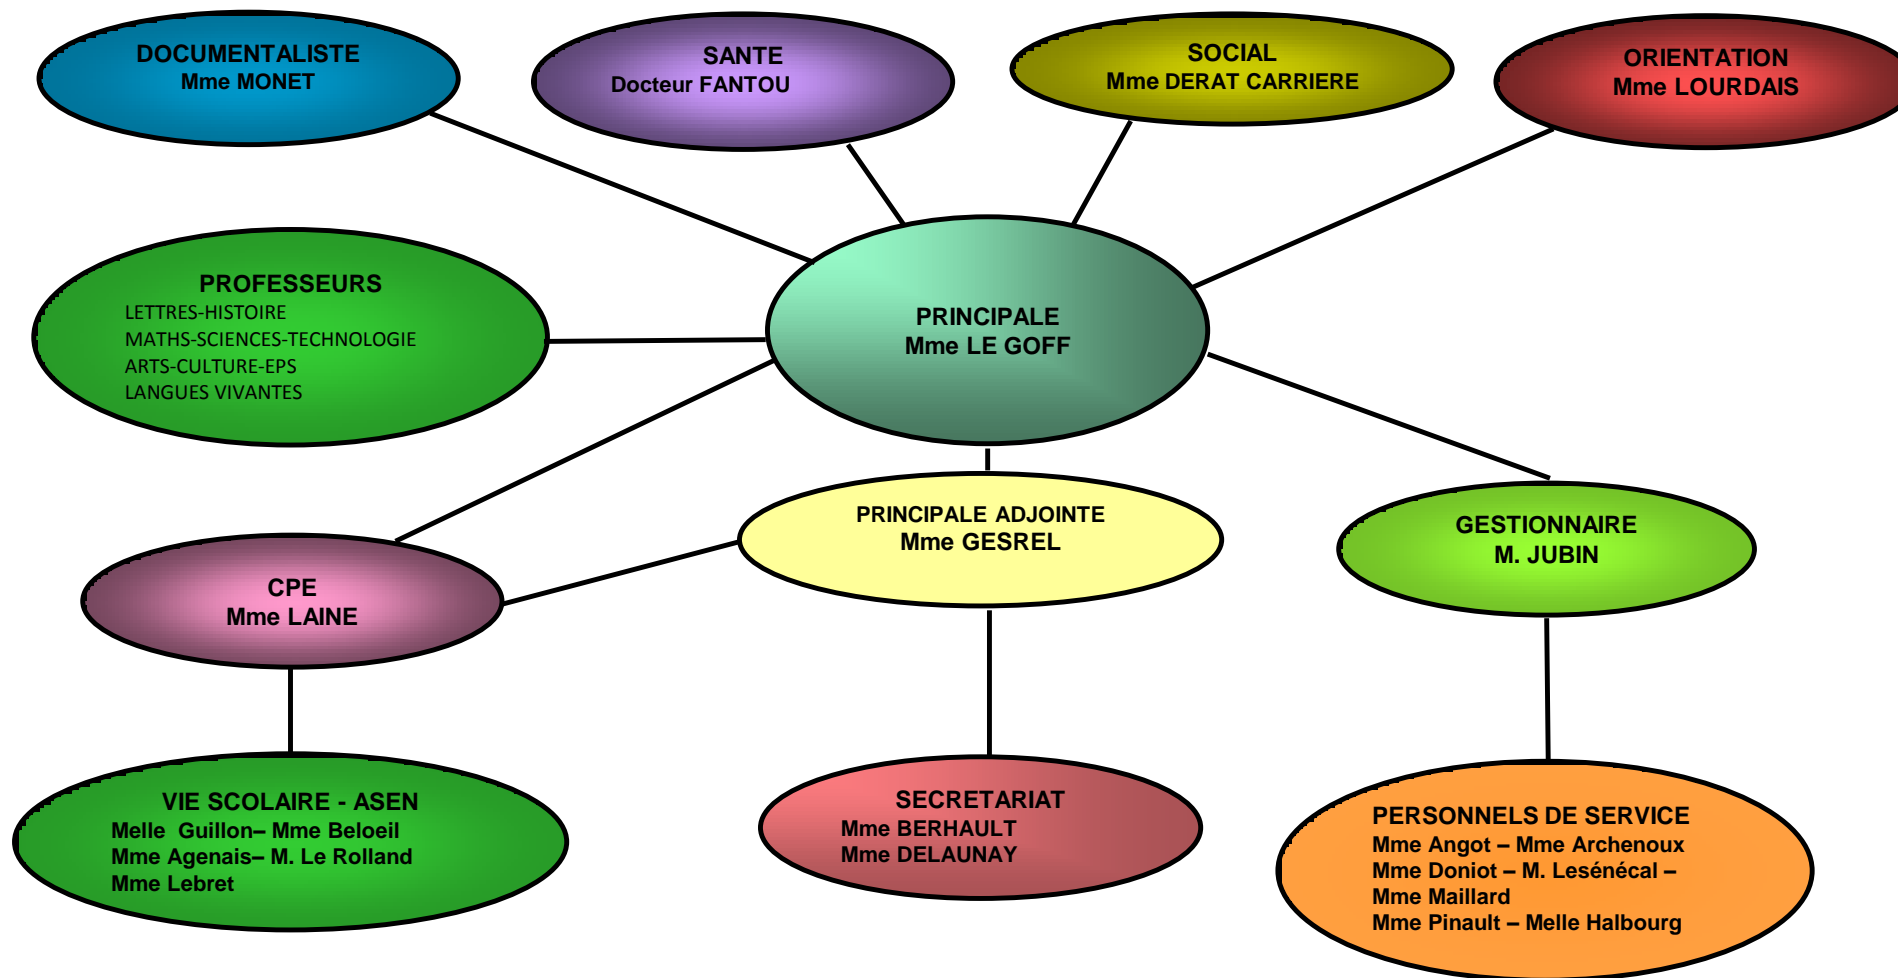 DOCUMENTALISTE
Mme MONET
SANTE
Docteur FANTOU
SOCIAL
Mme DERAT CARRIERE
ORIENTATION
Mme LOURDAIS
PROFESSEURS
LETTRES-HISTOIRE
MATHS-SCIENCES-TECHNOLOGIE
ARTS-CULTURE-EPS
LANGUES VIVANTES
PRINCIPALE
Mme LE GOFF
PRINCIPALE ADJOINTE
Mme GESREL
GESTIONNAIRE
M. JUBIN
CPE
Mme LAINE
VIE SCOLAIRE - ASEN
Melle Guillon– Mme Beloeil
Mme Agenais– M. Le Rolland
Mme Lebret
SECRETARIAT
Mme BERHAULT
Mme DELAUNAY
PERSONNELS DE SERVICE
Mme Angot – Mme Archenoux
Mme Doniot – M. Lesénécal –
Mme Maillard
Mme Pinault – Melle Halbourg